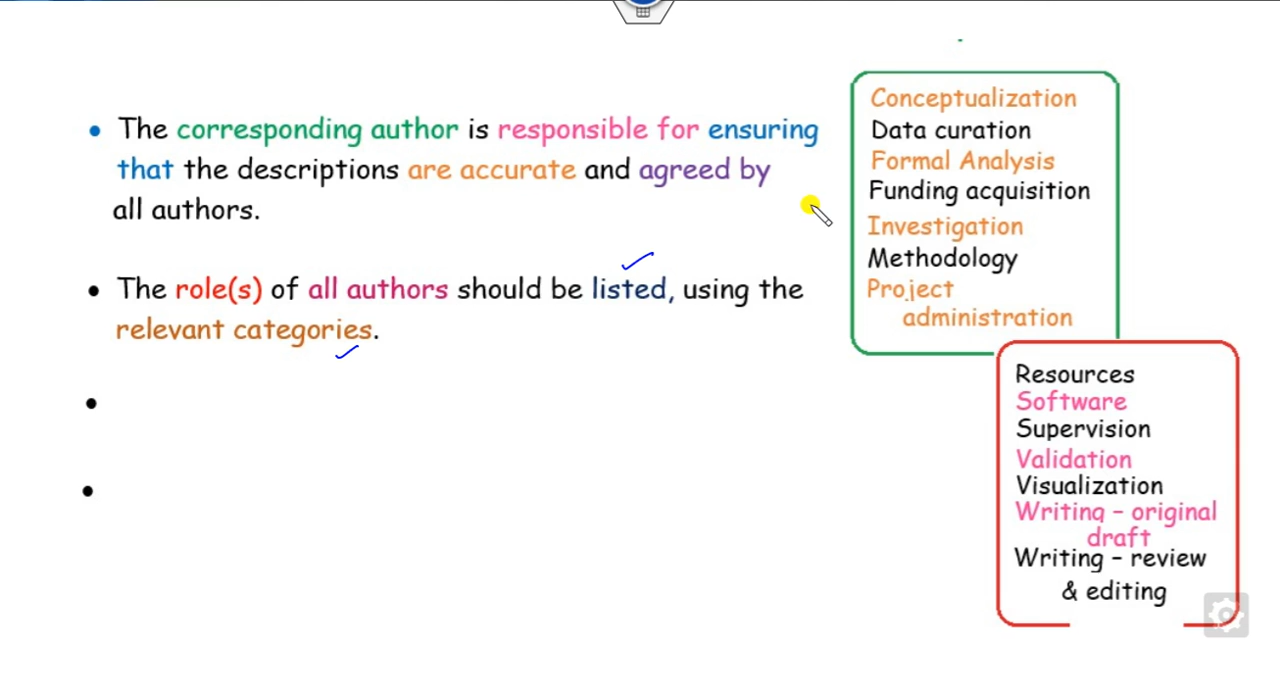 • The corresponding author is responsible for ensuring
that the descriptions are accurate and agreed by
all authors.
• The role(s) of all authors should be listed, using the
relevant categories.
•
•
Conceptualization
Data curation
Formal Analysis
Funding acquisition
Investigation
Methodology
Project
administration
Resources
Software
Supervision
Validation
Visualization
Writing – original
draft
Writing – review
& editing